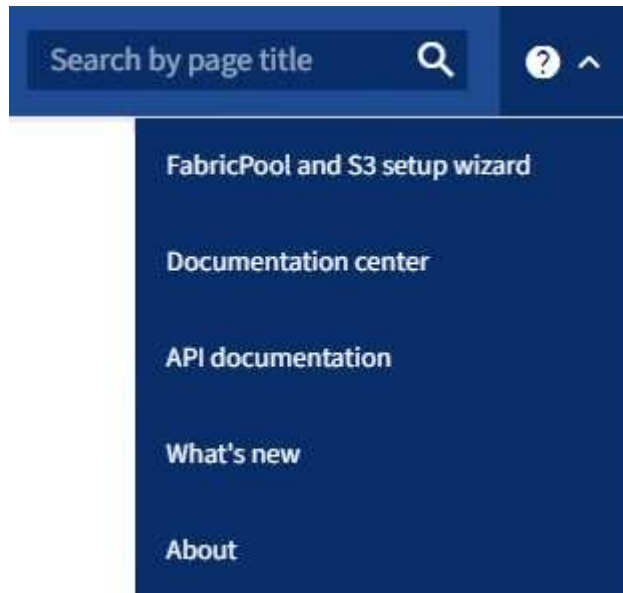 Search by page title
FabricPool and S3 setup wizard
Documentation center
API documentation
What's new
About